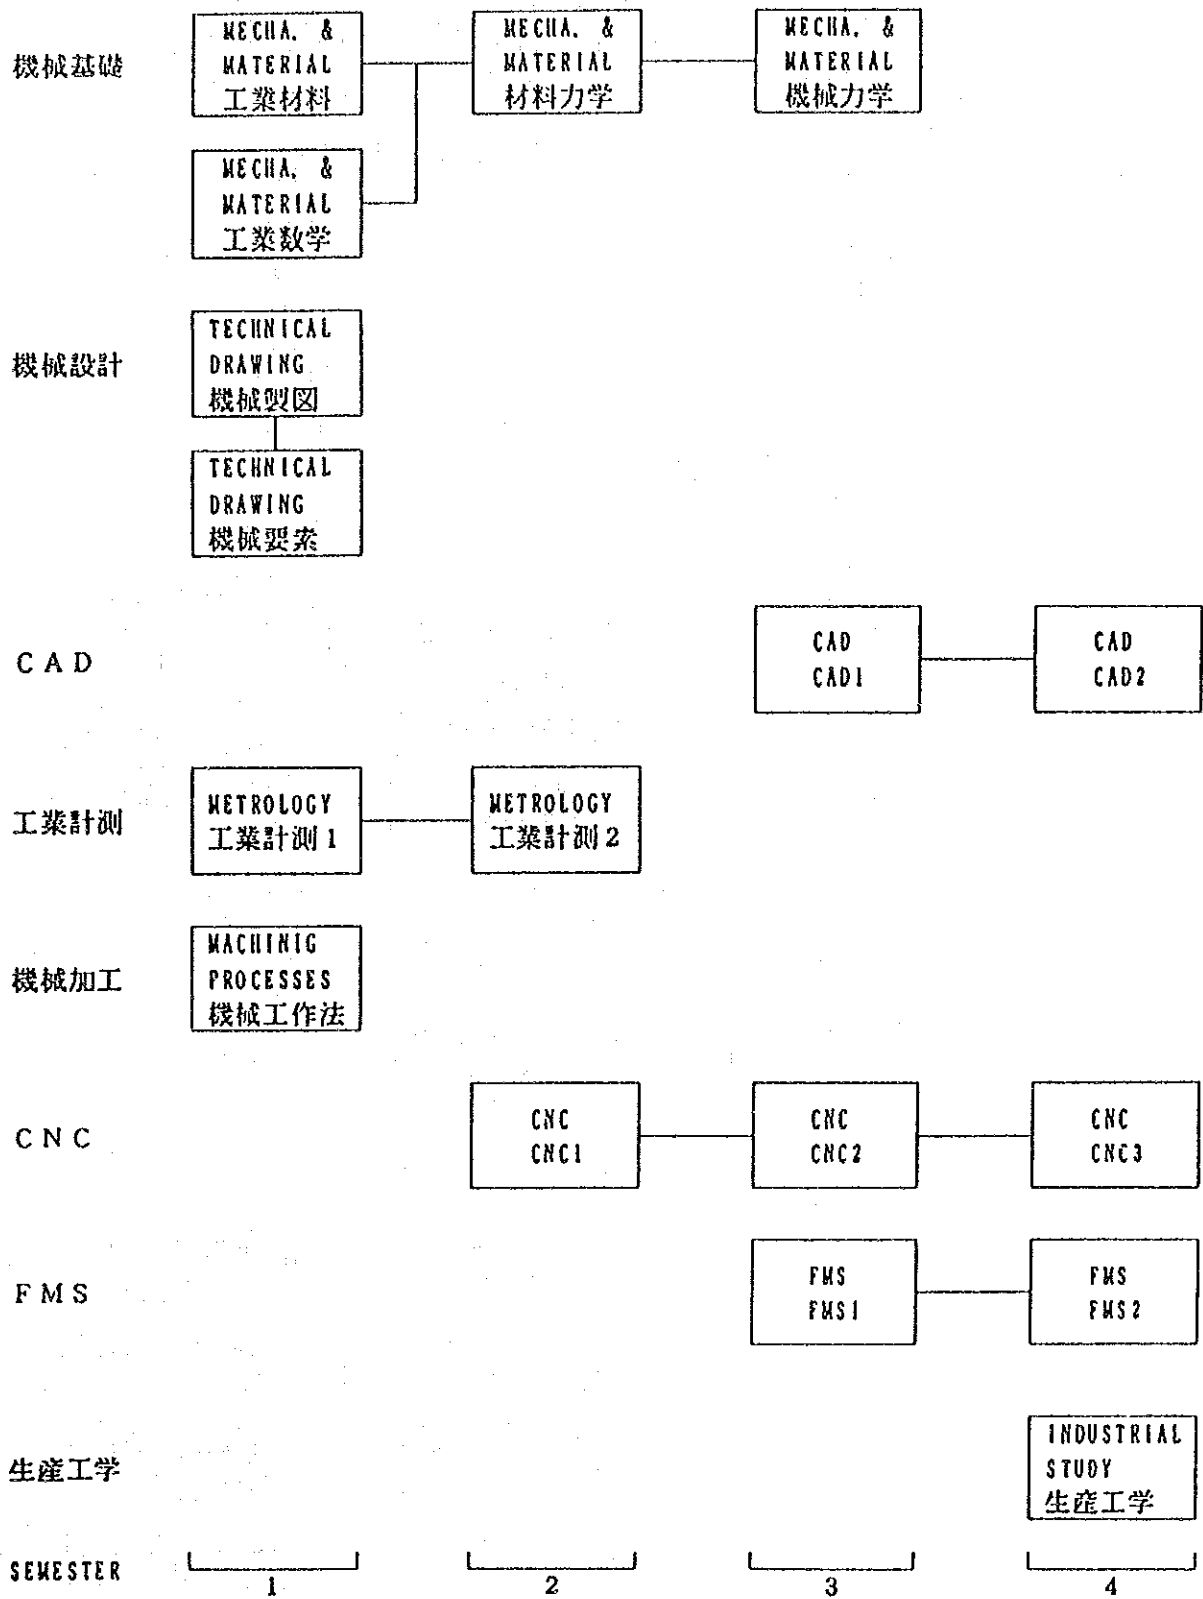 機械基礎
MECHA. &
MATERIAL
工業材料
MECHA. &
MATERIAL
材料力学
MECHA. &
MATERIAL
機械力学
MECHA. &
MATERIAL
工業数学
機械設計
TECHNICAL
DRAWING
機械製図
TECHNICAL
DRAWING
機械要素
CAD
CAD
CAD1
CAD
CAD2
工業計測
METROLOGY
工業計測1
METROLOGY
工業計測2
機械加工
MACHINIG
PROCESSES
機械工作法
CNC
CNC
CNC1
CNC
CNC2
CNC
CNC3
FMS
FMS
FMS1
FMS
FMS2
生産工学
INDUSTRIAL
STUDY
生産工学
SEMESTER
1
2
3
4